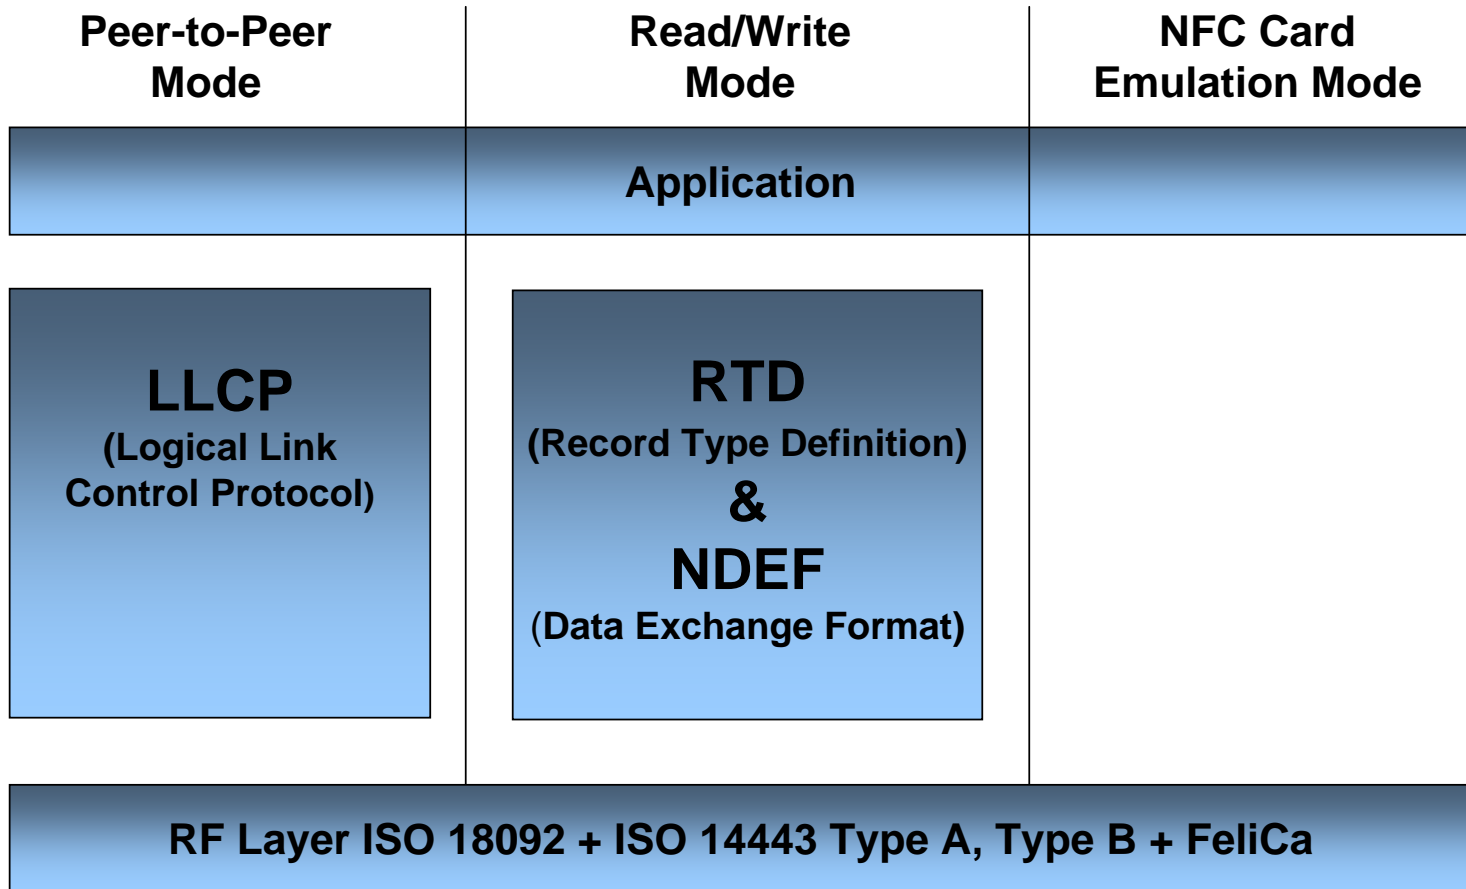 Peer-to-Peer
Mode
Read/Write
Mode
NFC Card
Emulation Mode
Application
LLCP
(Logical Link
Control Protocol)
RTD
(Record Type Definition)
&
NDEF
(Data Exchange Format)
RF Layer ISO 18092 + ISO 14443 Type A, Type B + FeliCa